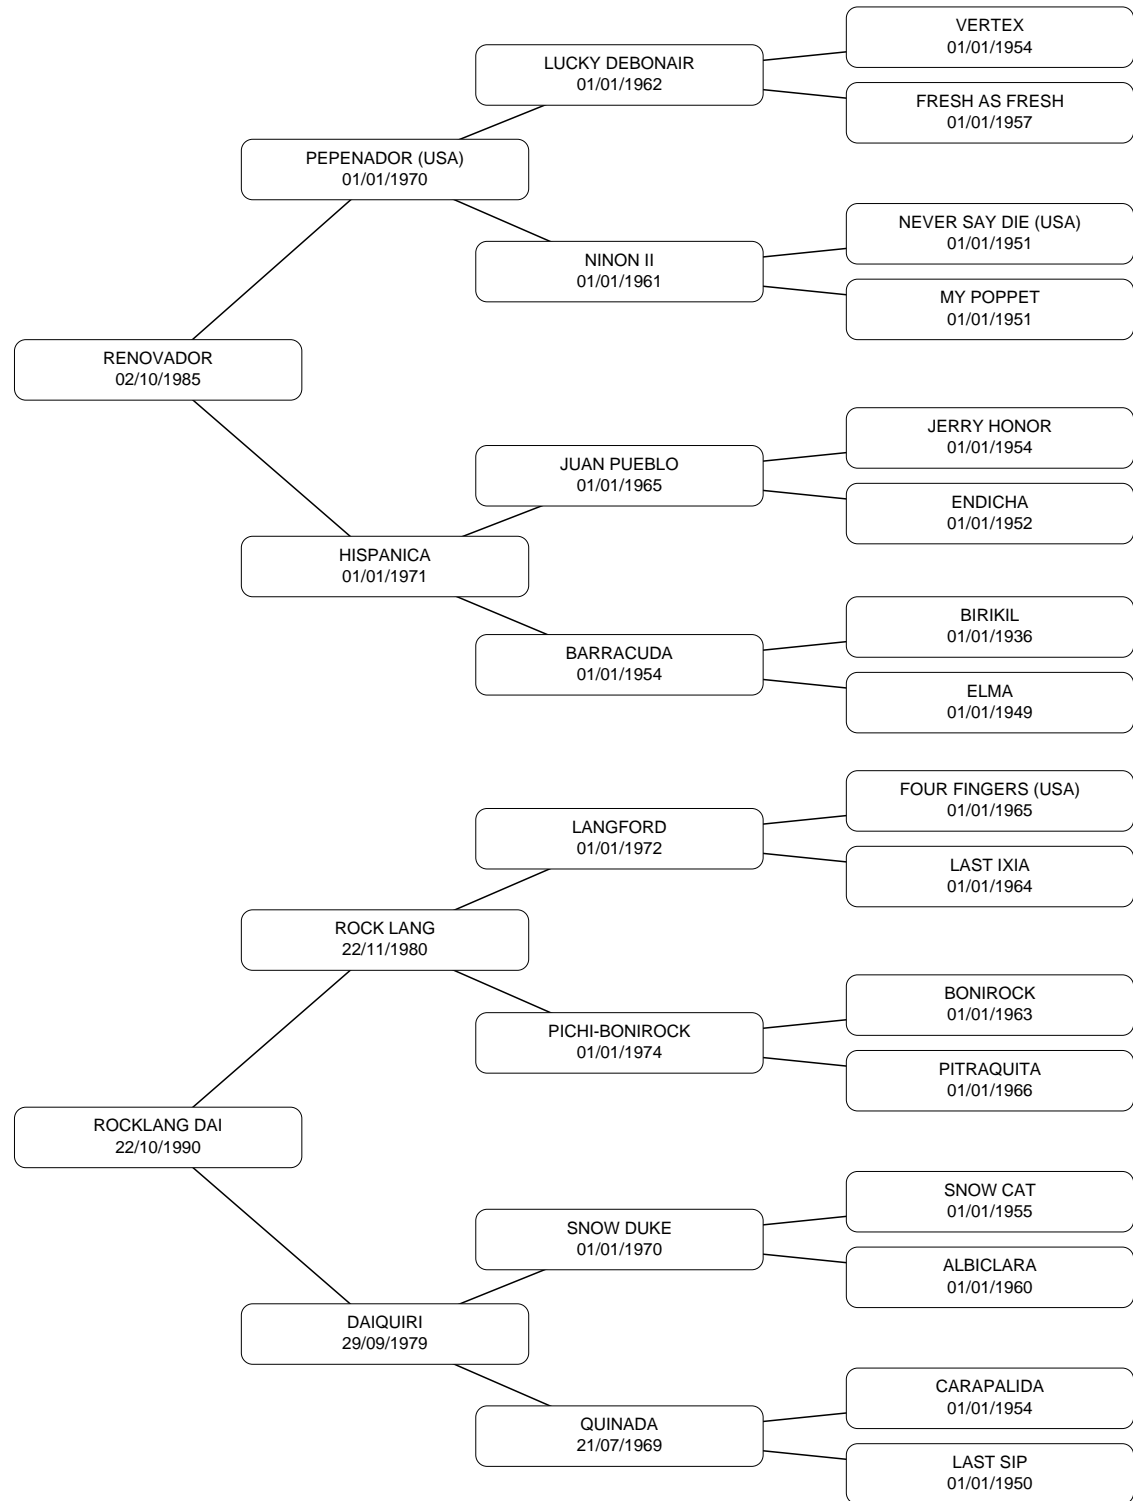 VERTEX
01/01/1954
LUCKY DEBONAIR
01/01/1962
FRESH AS FRESH
01/01/1957
PEPENADOR (USA)
01/01/1970
NEVER SAY DIE (USA)
01/01/1951
NINON II
01/01/1961
MY POPPET
01/01/1951
RENOVADOR
02/10/1985
JERRY HONOR
01/01/1954
JUAN PUEBLO
01/01/1965
ENDICHA
01/01/1952
HISPANICA
01/01/1971
BIRIKIL
01/01/1936
BARRACUDA
01/01/1954
ELMA
01/01/1949
FOUR FINGERS (USA)
01/01/1965
LANGFORD
01/01/1972
LAST IXIA
01/01/1964
ROCK LANG
22/11/1980
BONIROCK
01/01/1963
PICHI-BONIROCK
01/01/1974
PITRAQUITA
01/01/1966
ROCKLANG DAI
22/10/1990
SNOW CAT
01/01/1955
SNOW DUKE
01/01/1970
ALBICLARA
01/01/1960
DAIQUIRI
29/09/1979
CARAPALIDA
01/01/1954
QUINADA
21/07/1969
LAST SIP
01/01/1950